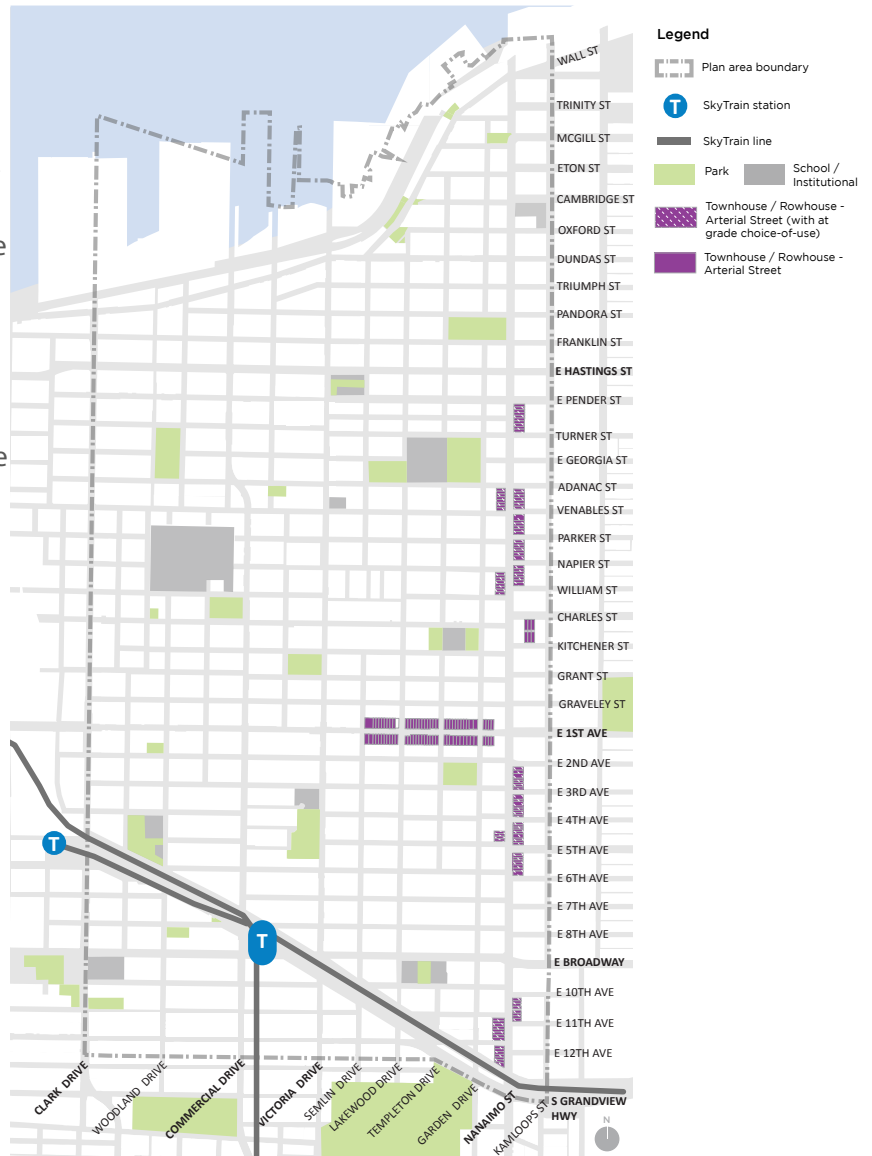 Legend
Plan area boundary
T
SkyTrain station
SkyTrain line
Park
School /
Institutional
Townhouse / Rowhouse -
Arterial Street (with at
grade choice-of-use)
Townhouse / Rowhouse -
Arterial Street
WALL ST
TRINITY ST
MCGILL ST
ETON ST
CAMBRIDGE ST
OXFORD ST
DUNDAS ST
TRIUMPH ST
PANDORA ST
FRANKLIN ST
E HASTINGS ST
E PENDER ST
TURNER ST
E GEORGIA ST
ADANAC ST
VENABLES ST
PARKER ST
NAPIER ST
WILLIAM ST
CHARLES ST
KITCHENER ST
GRANT ST
GRAVELEY ST
E 1ST AVE
E 2ND AVE
E 3RD AVE
E 4TH AVE
E 5TH AVE
E 6TH AVE
E 7TH AVE
E 8TH AVE
E BROADWAY
E 10TH AVE
E 11TH AVE
E 12TH AVE
S GRANDVIEW
HWY
T
T
CLARK DRIVE
WOODLAND DRIVE
COMMERCIAL DRIVE
VICTORIA DRIVE
SEMLIN DRIVE
LAKEWOOD DRIVE
TEMPLETON DRIVE
GARDEN DRIVE
NANAIMO ST
KAMLOOPS ST
N